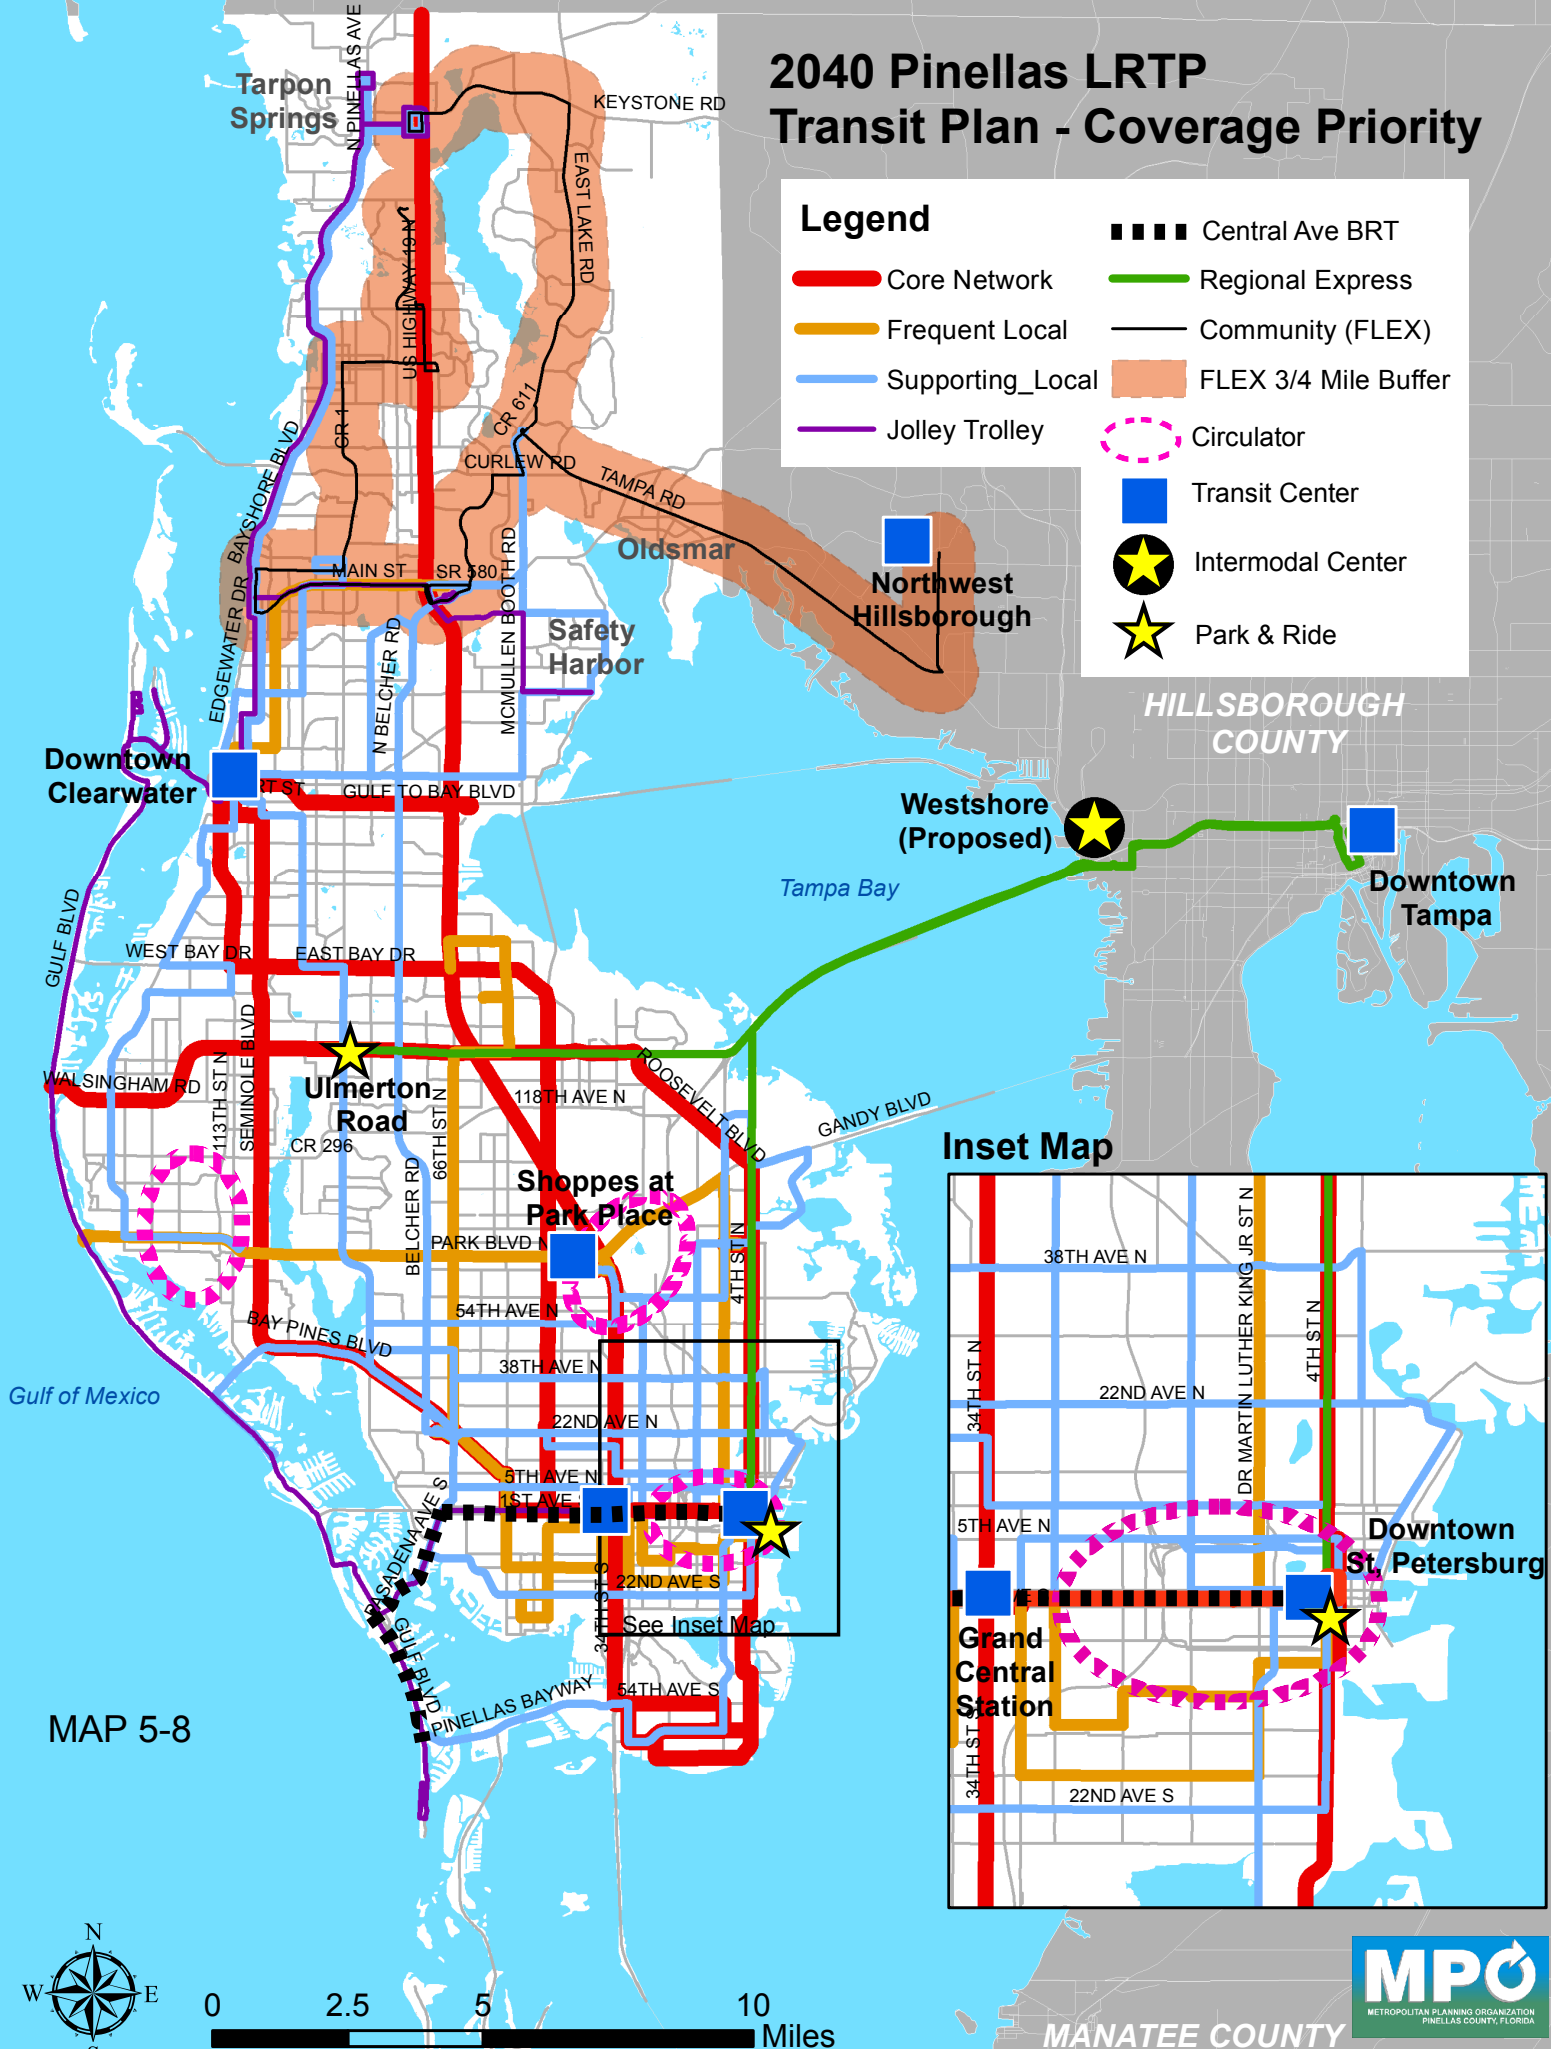 2040 Pinellas LRTP
Transit Plan - Coverage Priority
Legend
Core Network
Frequent Local
Supporting_Local
Jolley Trolley
Central Ave BRT
Regional Express
Community (FLEX)
FLEX 3/4 Mile Buffer
Circulator
Transit Center
Intermodal Center
Park & Ride
Tarpon
Springs
N PINELLAS AVE
KEYSTONE RD
EAST LAKE RD
US HIGHWAY 19 N
CR 1
CR 611
CURLEW RD
TAMPA RD
BAYSHORE BLVD
Oldsmar
Northwest
Hillsborough
MAIN ST
SR 580
EDGEWATER DR
N BELCHER RD
MCMULLEN BOOTH RD
Safety
Harbor
HILLSBOROUGH
COUNTY
Downtown
Clearwater
RT ST
GULF TO BAY BLVD
Westshore
(Proposed)
Tampa Bay
Downtown
Tampa
GULF BLVD
WEST BAY DR
EAST BAY DR
WALSINGHAM RD
113TH ST N
SEMINOLE BLVD
Ulmerton
Road
CR 296
66TH ST N
118TH AVE N
ROOSEVELT BLVD
GANDY BLVD
Shoppes at
Park Place
BELCHER RD
PARK BLVD N
4TH ST N
54TH AVE N
BAY PINES BLVD
38TH AVE N
Gulf of Mexico
22ND AVE N
5TH AVE N
1ST AVE
PASADENA AVE S
34TH ST S
22ND AVE S
See Inset Map
GULF BLVD
PINELLAS BAYWAY
54TH AVE S
MAP 5-8
Inset Map
38TH AVE N
DR MARTIN LUTHER KING JR ST N
4TH ST N
34TH ST N
22ND AVE N
5TH AVE N
Downtown
St, Petersburg
Grand
Central
Station
34TH ST S
22ND AVE S
N
W
E
S
0
2.5
5
10
Miles
MANATEE COUNTY
MPO
METROPOLITAN PLANNING ORGANIZATION
PINELLAS COUNTY, FLORIDA